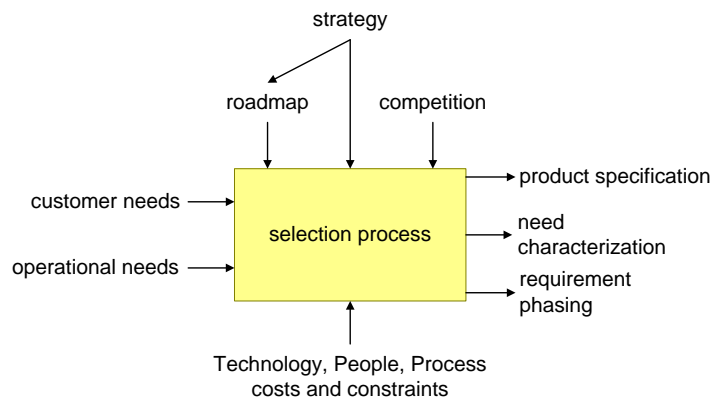 strategy
roadmap
competition
customer needs
operational needs
selection process
product specification
need
characterization
requirement
phasing
Technology, People, Process
costs and constraints